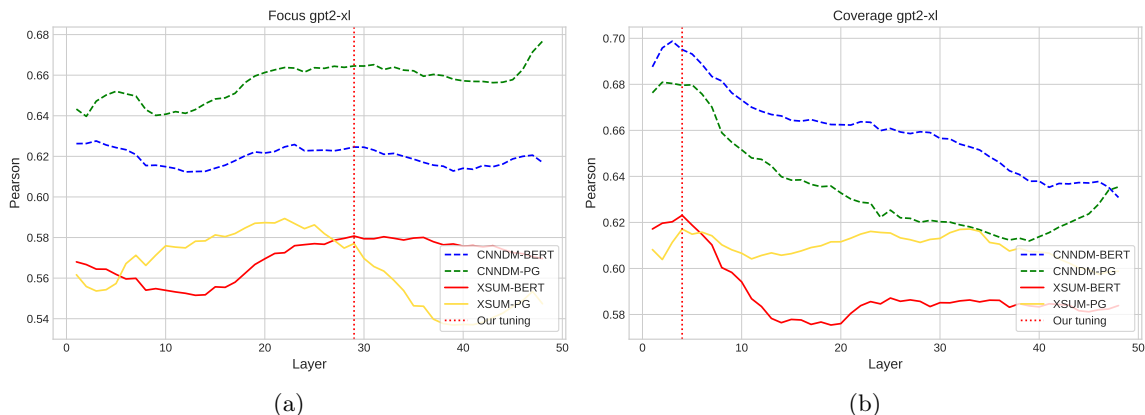 Focus gpt2-xl
Pearson
0.68
0.66
0.64
0.62
0.60
0.58
0.56
0.54
0 10 20 30 40 50
Layer
CNNDM-BERT
CNNDM-PG
XSUM-BERT
XSUM-PG
Our tuning
(a)
Coverage gpt2-xl
Pearson
0.70
0.68
0.66
0.64
0.62
0.60
0.58
0 10 20 30 40 50
Layer
CNNDM-BERT
CNNDM-PG
XSUM-BERT
XSUM-PG
Our tuning
(b)